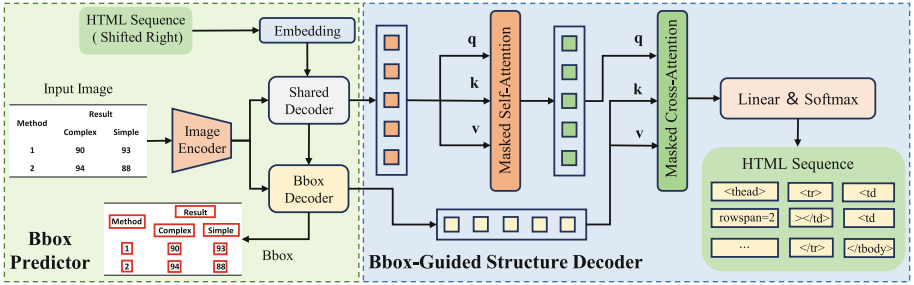 HTML Sequence
( Shifted Right)
Embedding
Input Image
Method
Result
Complex
Simple
1
90
93
2
94
88
Image
Encoder
Shared
Decoder
Bbox
Decoder
Method
Result
Complex
Simple
1
90
93
2
94
88
Bbox
Bbox
Predictor
q
k
v
Masked Self-Attention
q
k
v
Masked Cross-Attention
Linear & Softmax
HTML Sequence
<thead>
<tr>
<td
rowspan=2
></td>
<td
...
</tr>
</tbody>
Bbox-Guided Structure Decoder